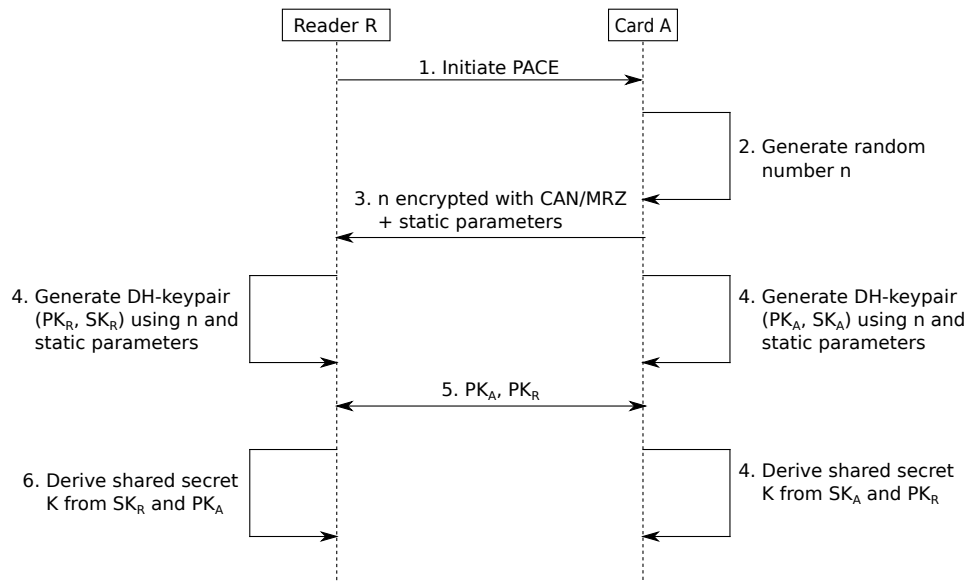 Reader R
Card A
1. Initiate PACE
2. Generate random
number n
3. n encrypted with CAN/MRZ
+ static parameters
4. Generate DH-keypair
(PKR, SKR) using n and
static parameters
4. Generate DH-keypair
(PKA, SKA) using n and
static parameters
5. PKA, PKR
6. Derive shared secret
K from SKR and PKA
4. Derive shared secret
K from SKA and PKR